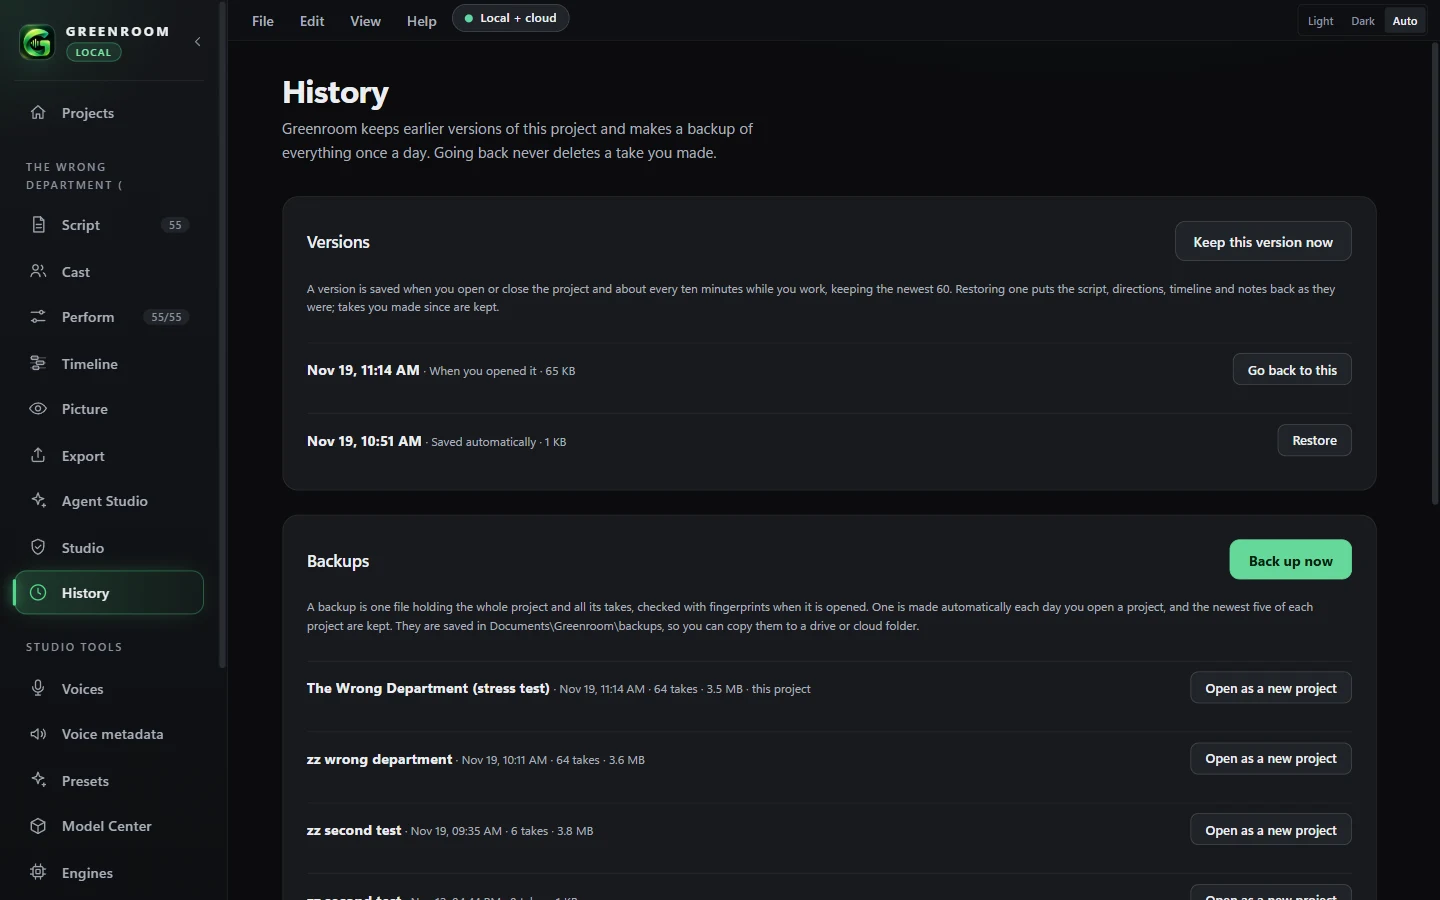 GREENROOM
LOCAL
File Edit View Help Local + cloud
Light Dark Auto
Projects
THE WRONG
DEPARTMENT (
Script 55
Cast
Perform 55/55
Timeline
Picture
Export
Agent Studio
Studio
History
STUDIO TOOLS
Voices
Voice metadata
Presets
Model Center
Engines
History
Greenroom keeps earlier versions of this project and makes a backup of
everything once a day. Going back never deletes a take you made.
Versions
Keep this version now
A version is saved when you open or close the project and about every ten minutes while you work, keeping the newest 60. Restoring one puts the script, directions, timeline and notes back as they
were; takes you made since are kept.
Nov 19, 11:14 AM · When you opened it · 65 KB
Go back to this
Nov 19, 10:51 AM · Saved automatically · 1 KB
Restore
Backups
Back up now
A backup is one file holding the whole project and all its takes, checked with fingerprints when it is opened. One is made automatically each day you open a project, and the newest five of each
project are kept. They are saved in Documents\Greenroom\backups, so you can copy them to a drive or cloud folder.
The Wrong Department (stress test) · Nov 19, 11:14 AM · 64 takes · 3.5 MB · this project
Open as a new project
zz wrong department · Nov 19, 10:11 AM · 64 takes · 3.6 MB
Open as a new project
zz second test · Nov 19, 09:35 AM · 6 takes · 3.8 MB
Open as a new project
zz second test
Open as a new project